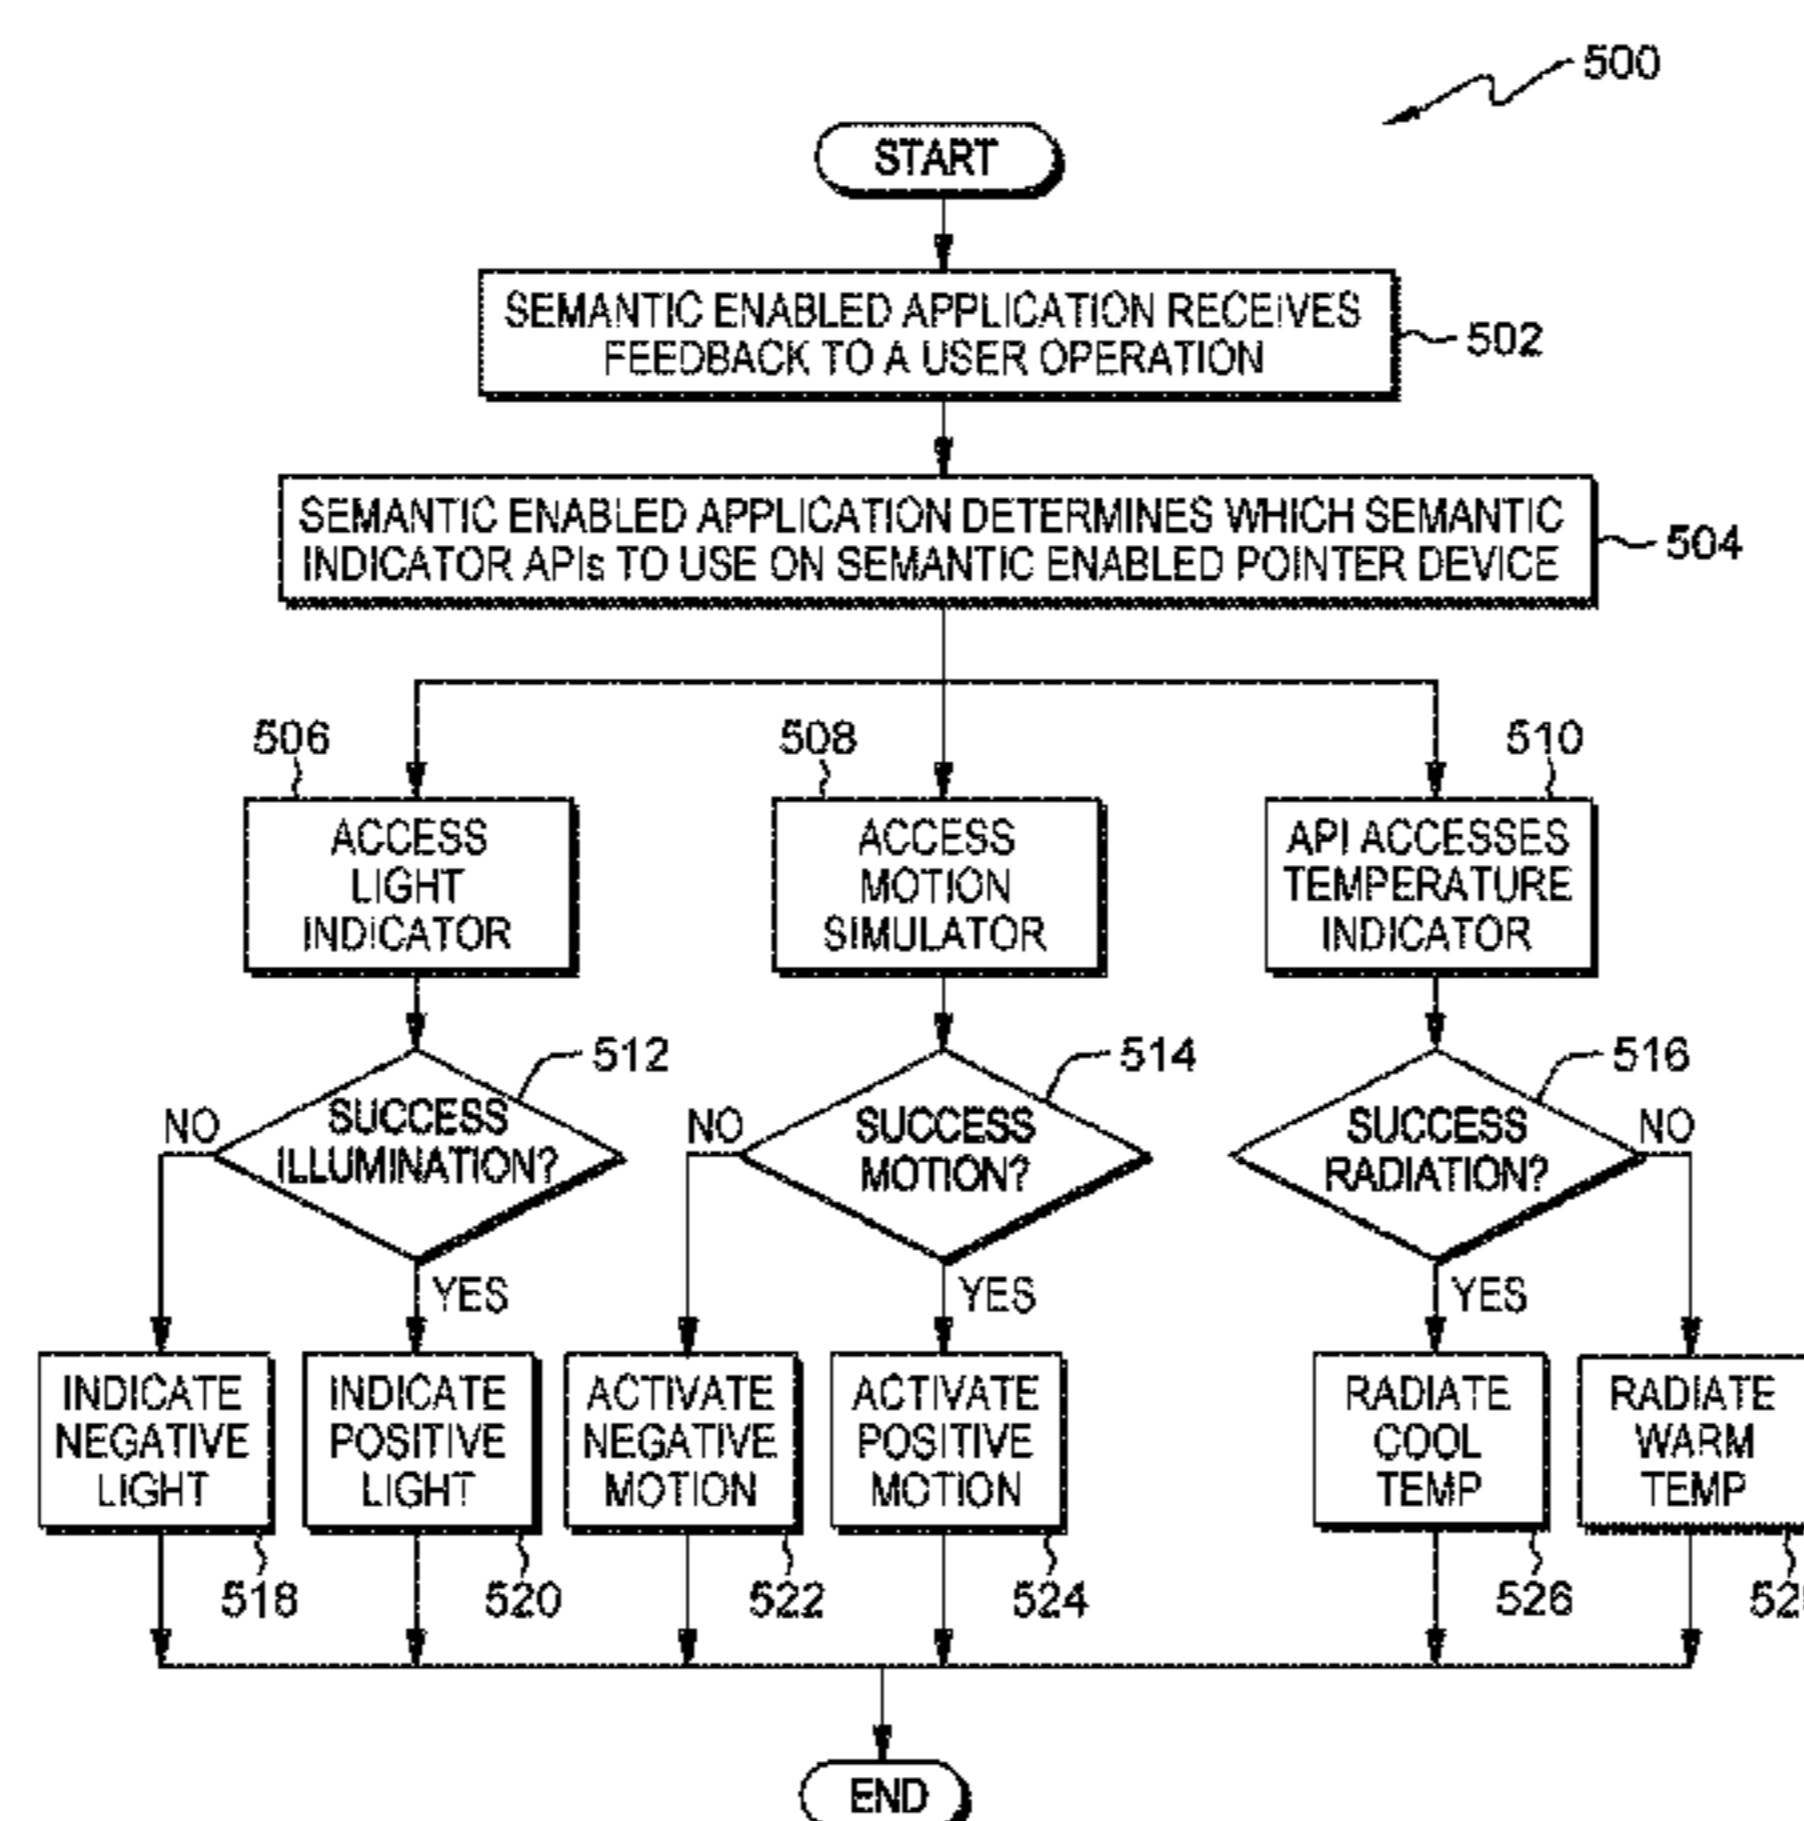 500
START
SEMANTIC ENABLED APPLICATION RECEIVES
FEEDBACK TO A USER OPERATION
502
SEMANTIC ENABLED APPLICATION DETERMINES WHICH SEMANTIC
INDICATOR APIs TO USE ON SEMANTIC ENABLED POINTER DEVICE
504
506
508
510
ACCESS
LIGHT
INDICATOR
ACCESS
MOTION
SIMULATOR
API ACCESSES
TEMPERATURE
INDICATOR
512
514
516
NO
SUCCESS
ILLUMINATION?
YES
NO
SUCCESS
MOTION?
YES
SUCCESS
RADIATION?
NO
YES
INDICATE
NEGATIVE
LIGHT
INDICATE
POSITIVE
LIGHT
ACTIVATE
NEGATIVE
MOTION
ACTIVATE
POSITIVE
MOTION
RADIATE
COOL
TEMP
RADIATE
WARM
TEMP
518
520
522
524
526
END